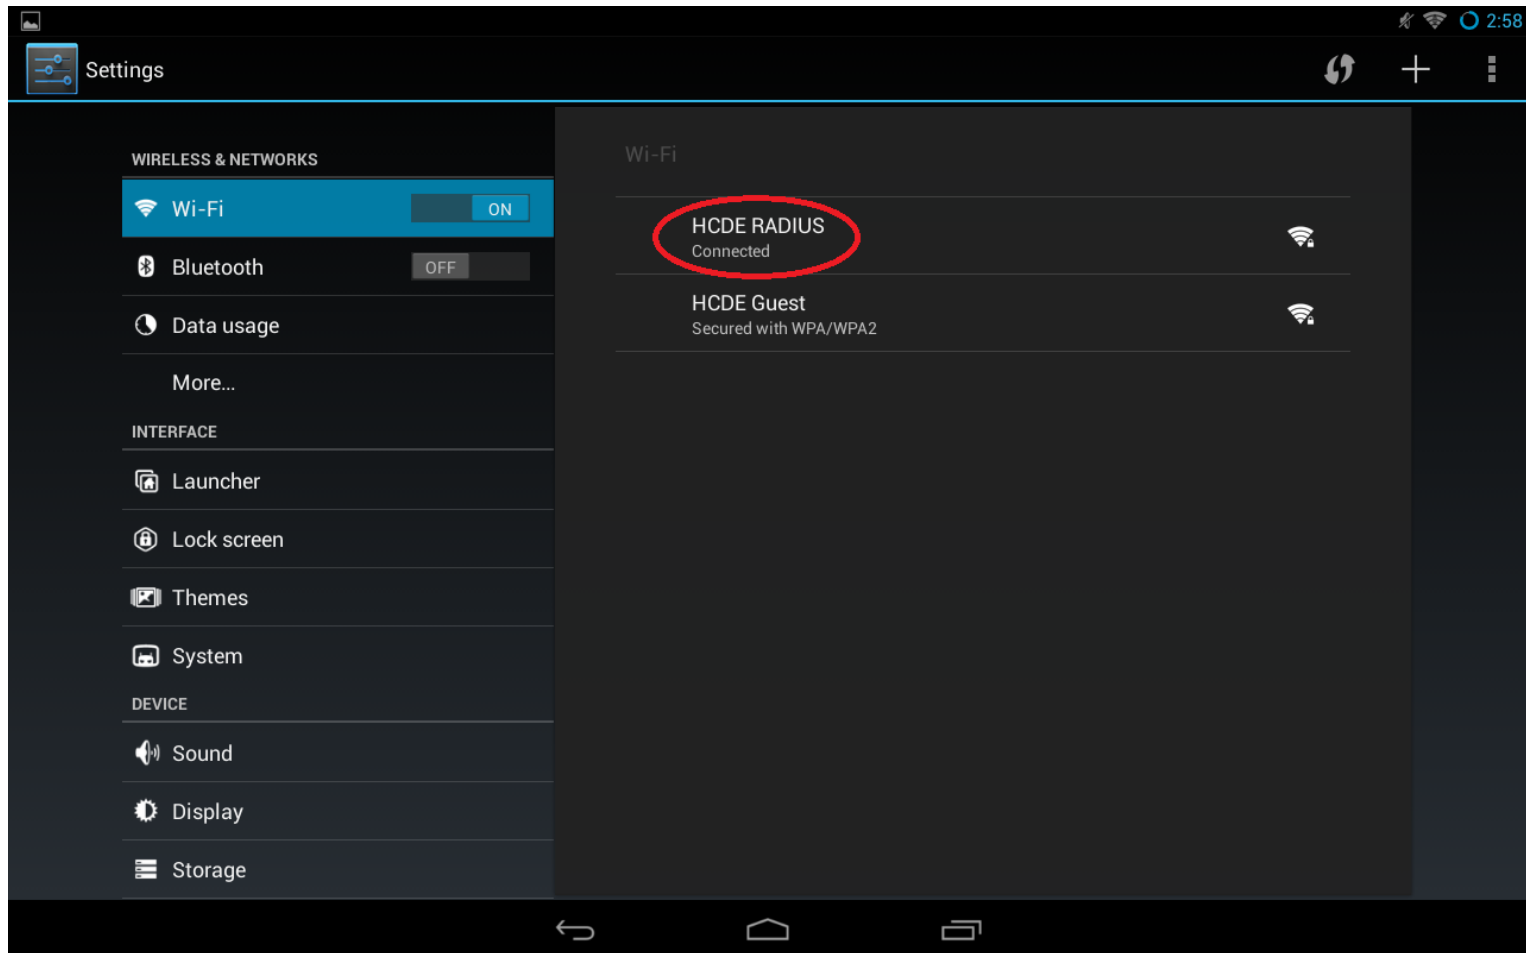 2:58
Settings
WIRELESS & NETWORKS
Wi-Fi
ON
Bluetooth
OFF
Data usage
More...
INTERFACE
Launcher
Lock screen
Themes
System
DEVICE
Sound
Display
Storage
Wi-Fi
HCDE RADIUS
Connected
HCDE Guest
Secured with WPA/WPA2